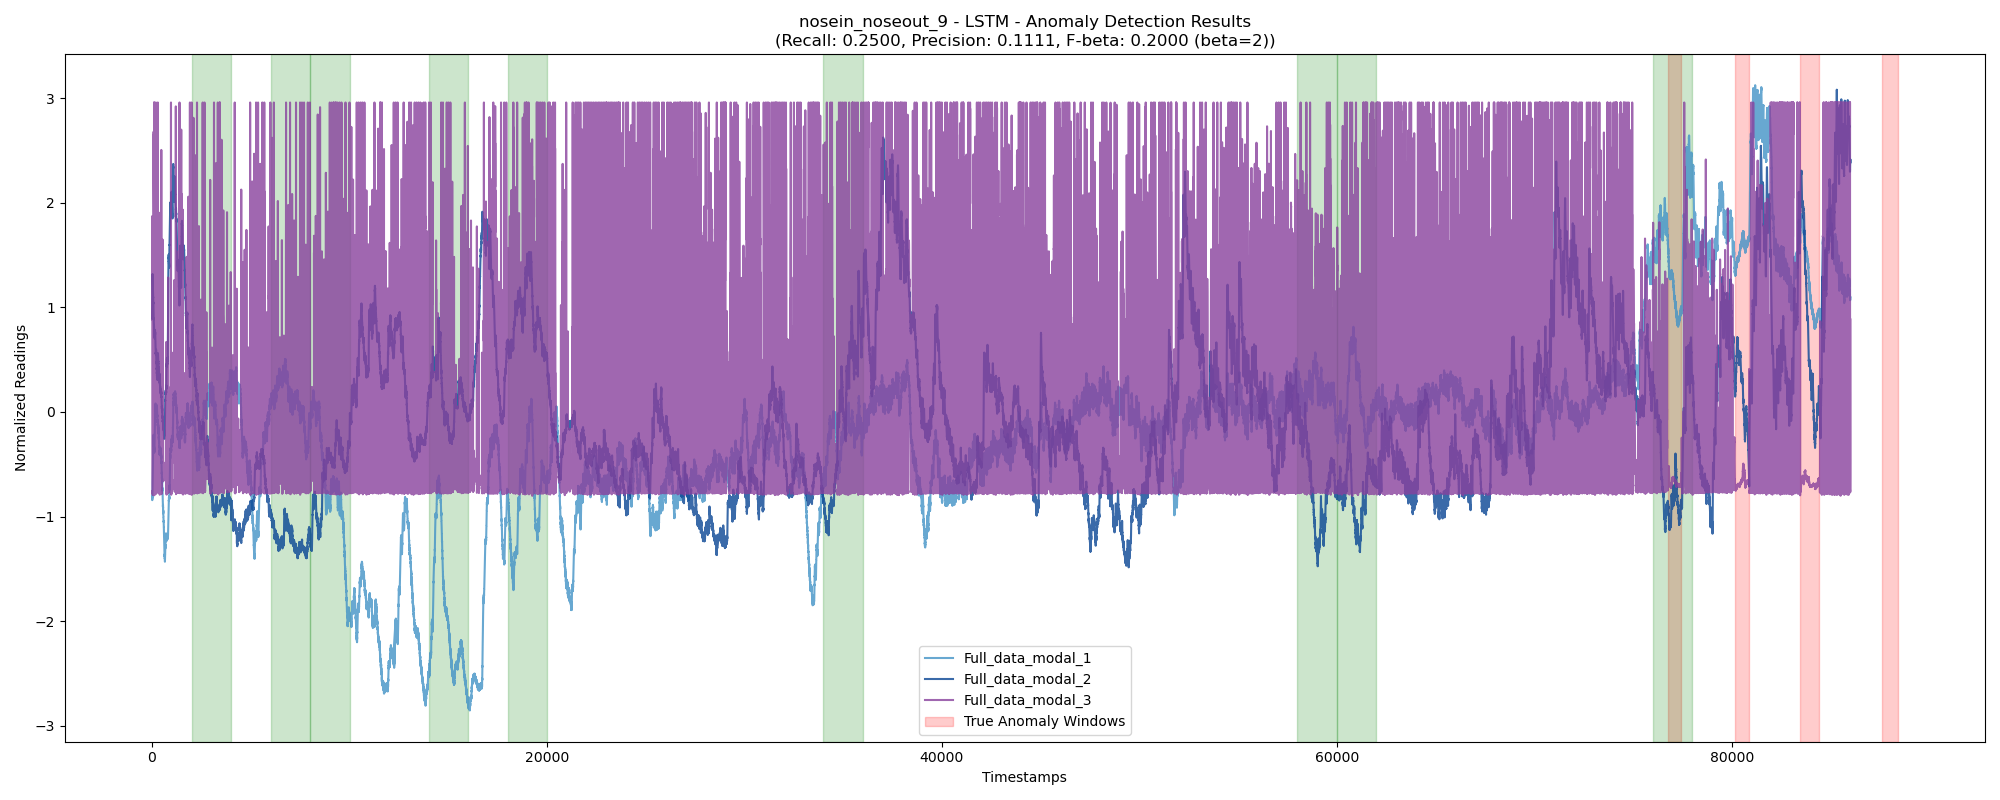 nosein_noseout_9 - LSTM - Anomaly Detection Results
(Recall: 0.2500, Precision: 0.1111, F-beta: 0.2000 (beta=2))
Normalized Readings
3
2
1
0
−1
−2
−3
Full_data_modal_1
Full_data_modal_2
Full_data_modal_3
True Anomaly Windows
0 20000 40000 60000 80000
Timestamps